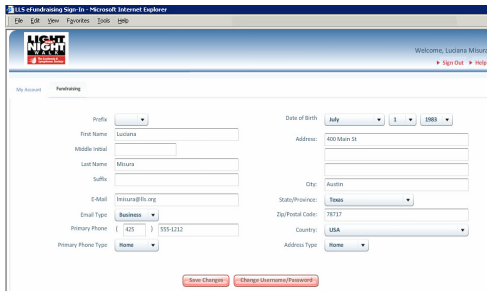 LLS eFundraising Sign-In - Microsoft Internet Explorer
File Edit View Favorites Tools Help
LIGHT
NIGHT
WALK
Welcome, Luciana Misura
Sign Out Help
My Account Fundraising
Prefix
First Name Luciana
Middle Initial
Last Name Misura
Suffix
E-Mail lmisura@lls.org
Email Type Business
Primary Phone ( 425 ) 555-1212
Primary Phone Type Home
Date of Birth July 1 1983
Address: 400 Main St
City: Austin
State/Province: Texas
Zip/Postal Code: 78717
Country: USA
Address Type Home
Save Changes Change Username/Password